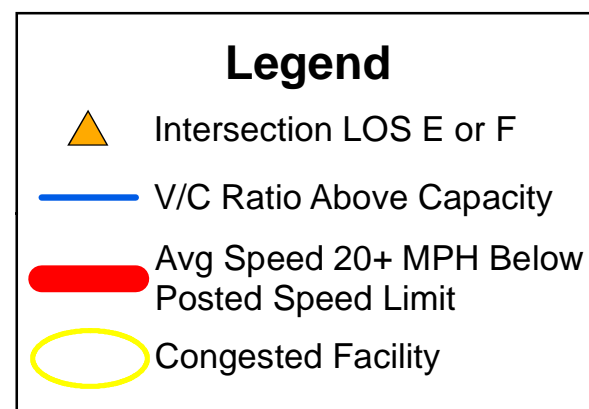 Legend
Intersection LOS E or F
V/C Ratio Above Capacity
Avg Speed 20+ MPH Below
Posted Speed Limit
Congested Facility